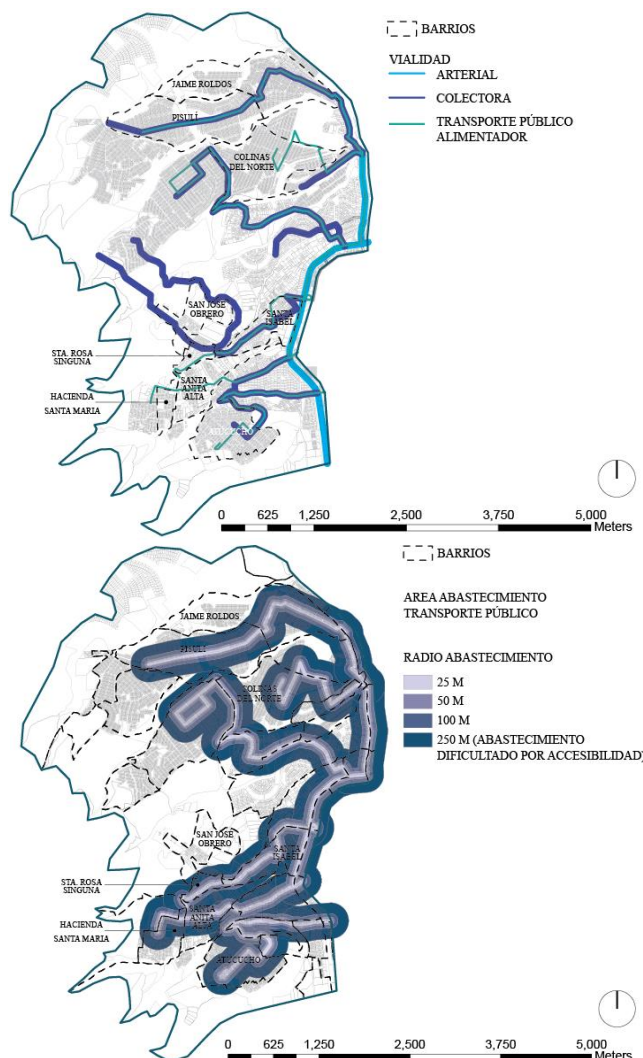 BARRIOS
VIALIDAD
ARTERIAL
COLECTORA
TRANSPORTE PÚBLICO
ALIMENTADOR
JAIME ROLDOS
PISULÍ
COLINAS
DEL NORTE
SAN JOSE
OBRERO
SANTA
ISABEL
STA. ROSA
SINGUNA
SANTA
ANITA
ALTA
HACIENDA
SANTA MARIA
ATUCUCHO
0 625 1,250 2,500 3,750 5,000
Meters
BARRIOS
AREA ABASTECIMIENTO
TRANSPORTE PÚBLICO
RADIO ABASTECIMIENTO
25 M
50 M
100 M
250 M (ABASTECIMIENTO
DIFICULTADO POR ACCESIBILIDAD)
JAIME ROLDOS
PISULÍ
COLINAS
DEL NORTE
SAN JOSE
OBRERO
SANTA
ISABEL
STA. ROSA
SINGUNA
SANTA
ANITA
ALTA
HACIENDA
SANTA MARIA
ATUCUCHO
0 625 1,250 2,500 3,750 5,000
Meters